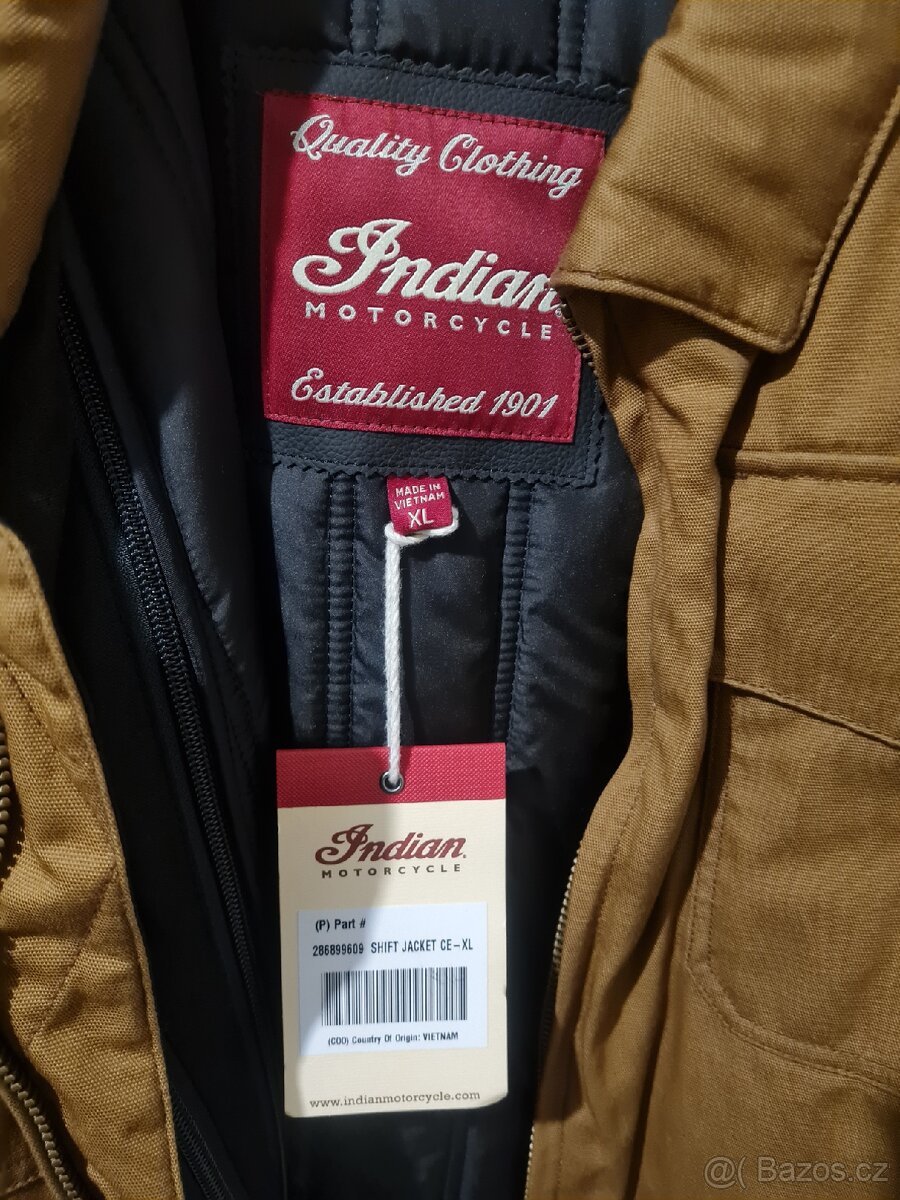 Quality Clothing
Indian
MOTORCYCLE
Established 1901
MADE IN
VIETNAM
XL
Indian.
MOTORCYCLE
(P) Part #
286899609 SHIFT JACKET CE-XL
(COO) Country Of Origin: VIETNAM
www.indianmotorcycle.com
@( Bazos.cz